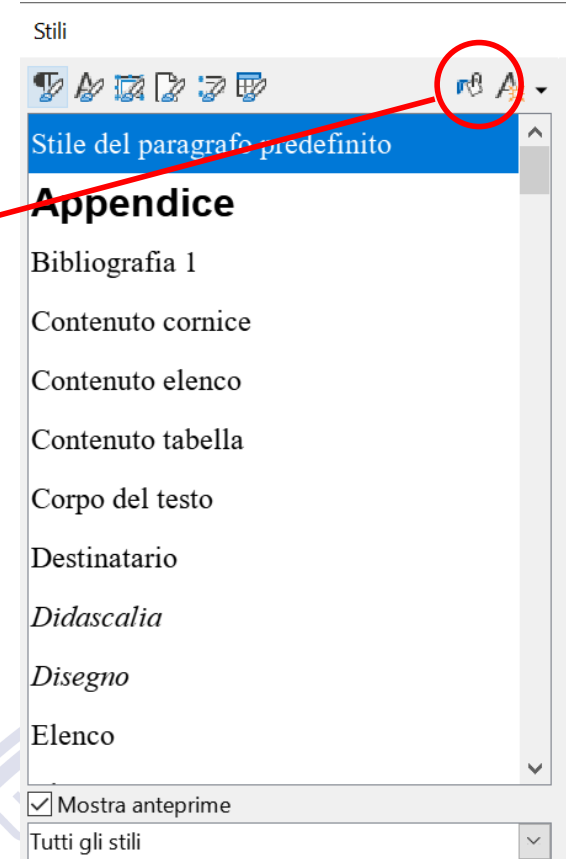 Stili
Stile del paragrafo predefinito
Appendice
Bibliografia 1
Contenuto cornice
Contenuto elenco
Contenuto tabella
Corpo del testo
Destinatario
Didascalia
Disegno
Elenco
Mostra anteprime
Tutti gli stili